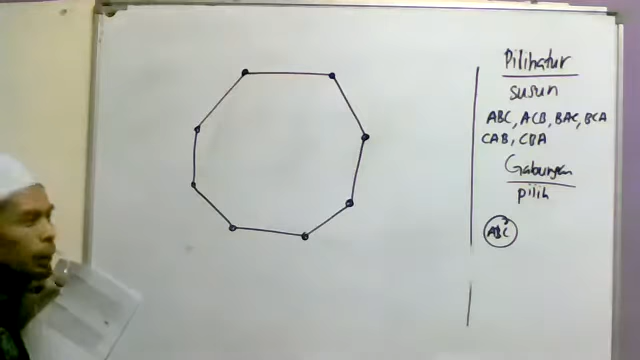 Pilihatur
susun
ABC, ACB, BAC, BCA
CAB, CBA
Gabungan
pilih
ABC